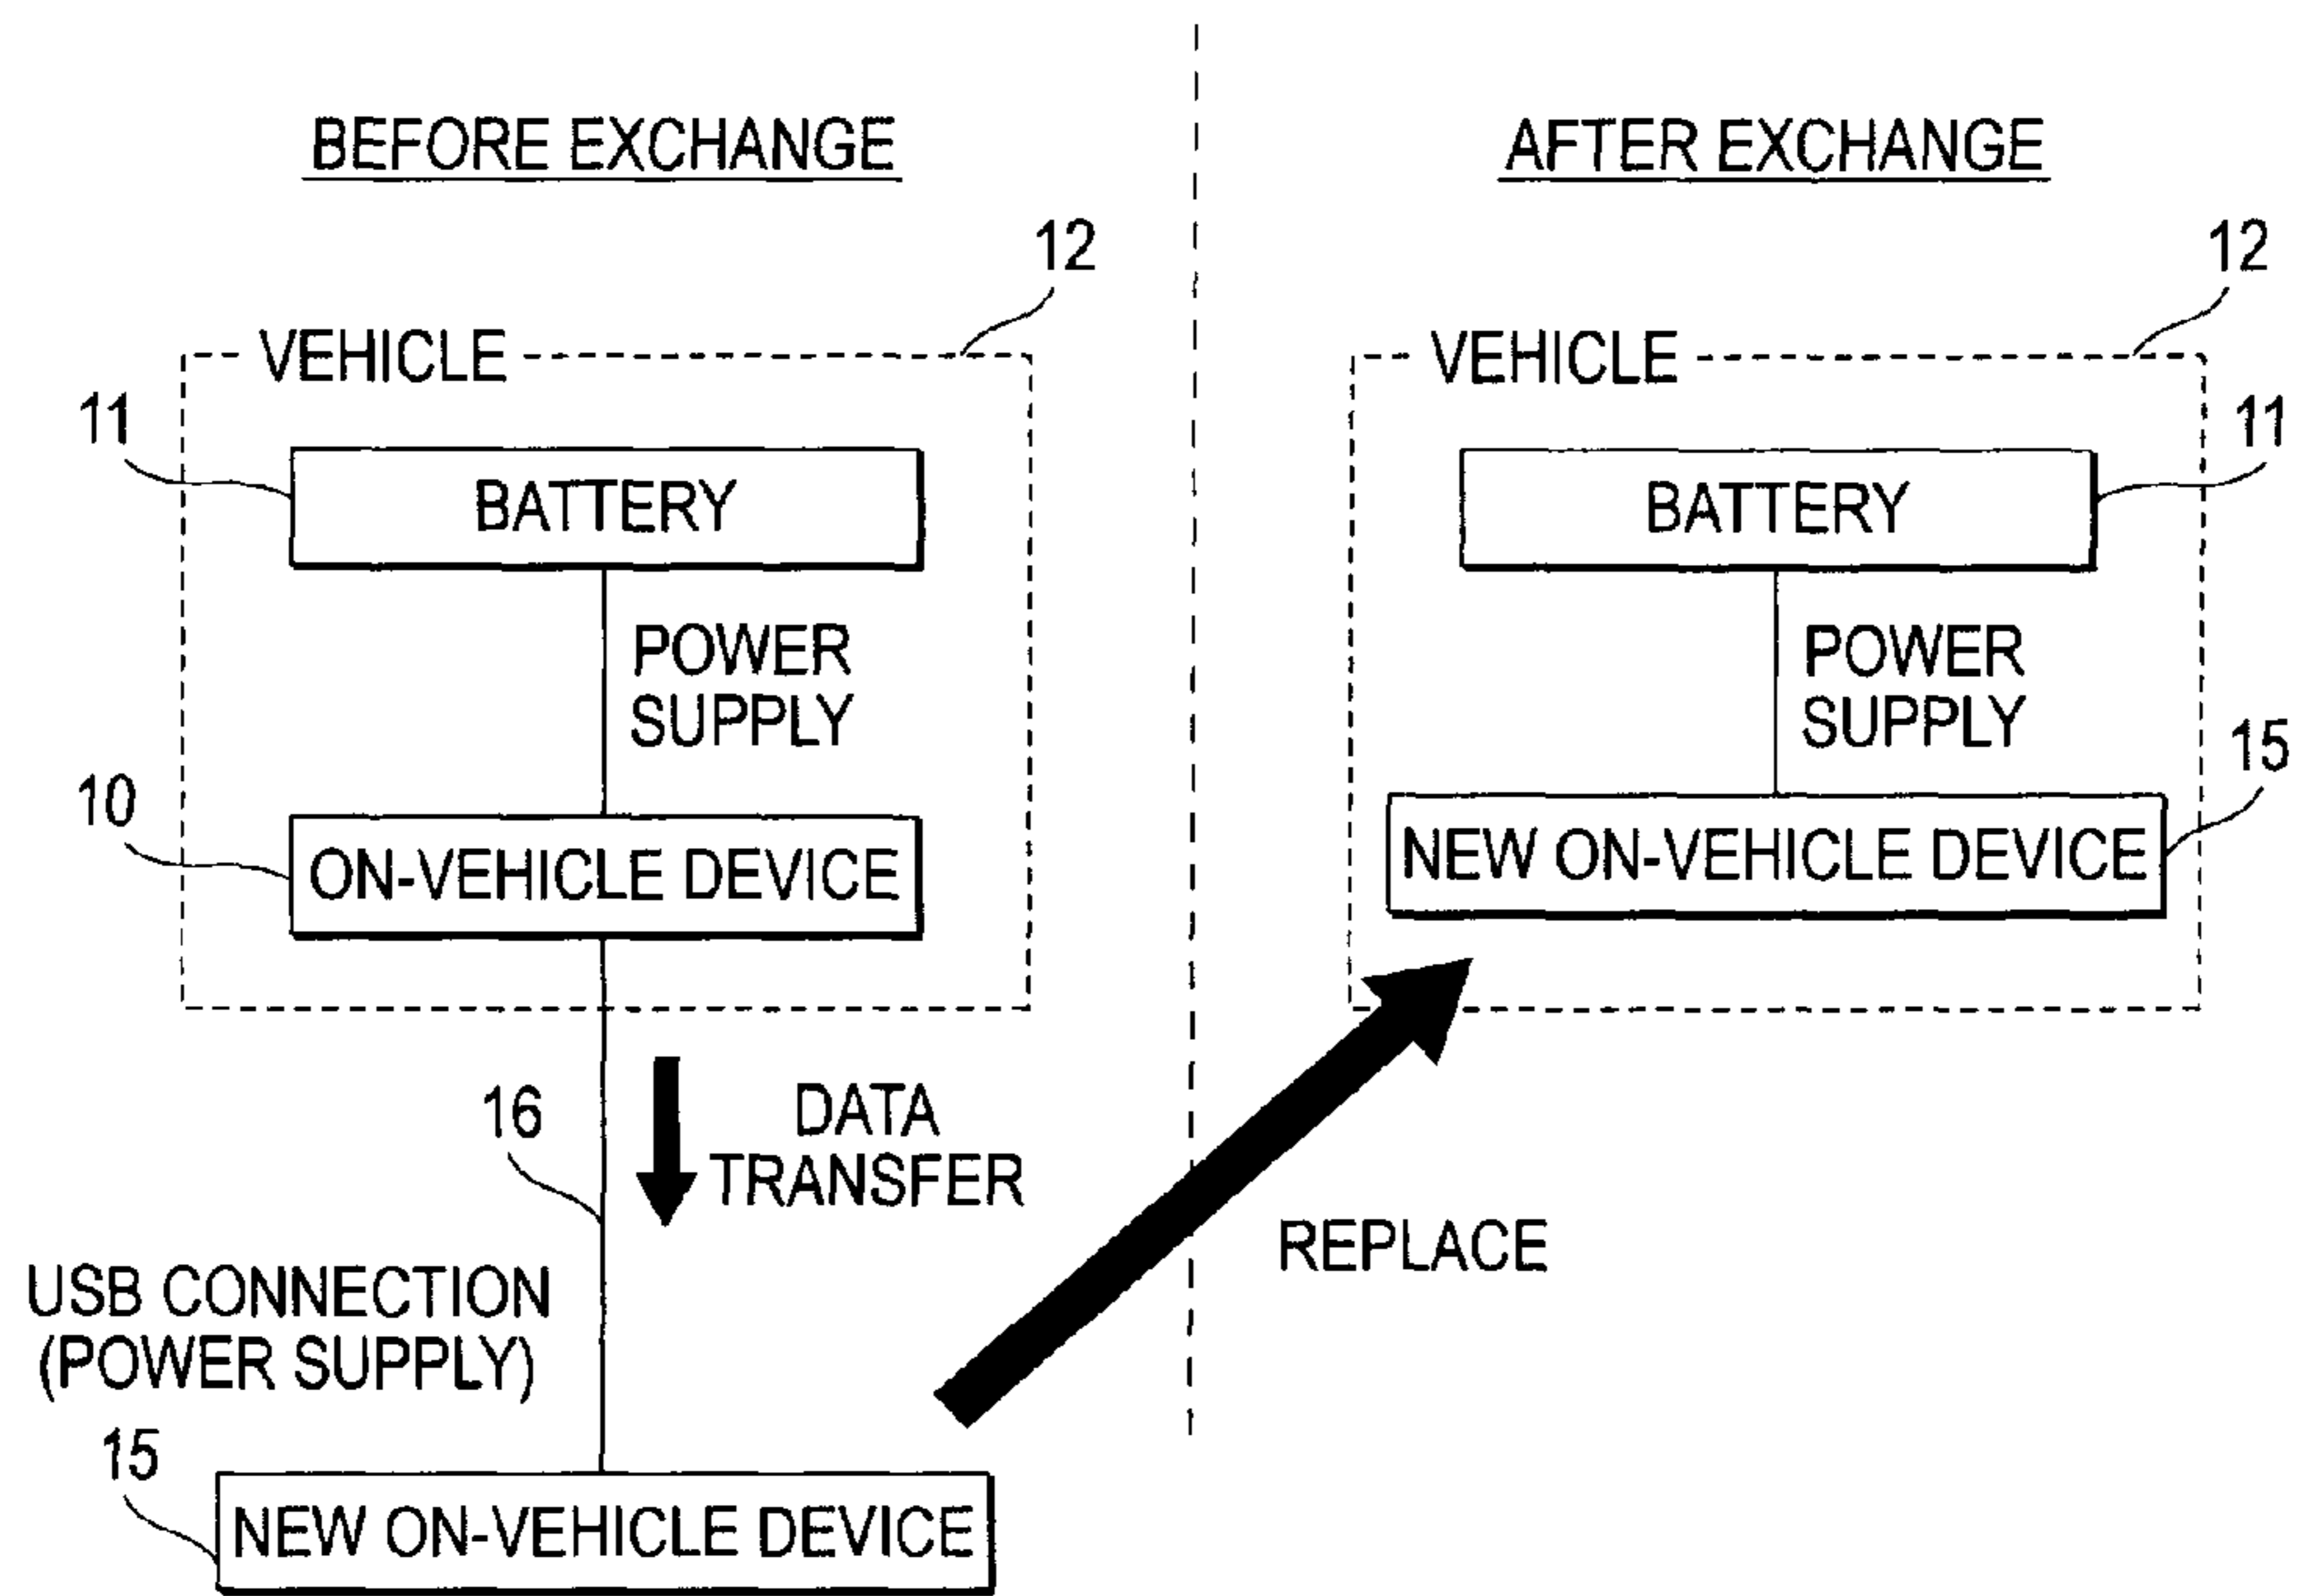 BEFORE EXCHANGE
12
VEHICLE
11
BATTERY
POWER
SUPPLY
10
ON-VEHICLE DEVICE
16
DATA
TRANSFER
USB CONNECTION
(POWER SUPPLY)
15
NEW ON-VEHICLE DEVICE
AFTER EXCHANGE
12
VEHICLE
11
BATTERY
POWER
SUPPLY
15
NEW ON-VEHICLE DEVICE
REPLACE